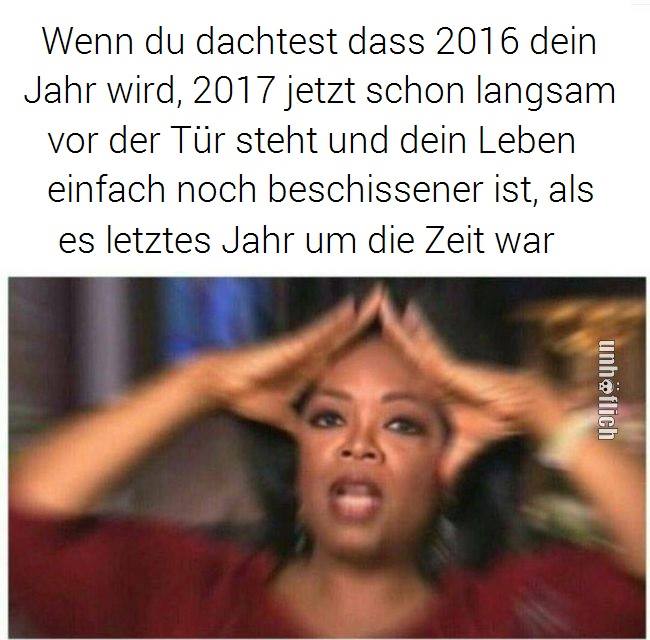 Wenn du dachtest dass 2016 dein
Jahr wird, 2017 jetzt schon langsam
vor der Tür steht und dein Leben
einfach noch beschissener ist, als
es letztes Jahr um die Zeit war
unhöflich